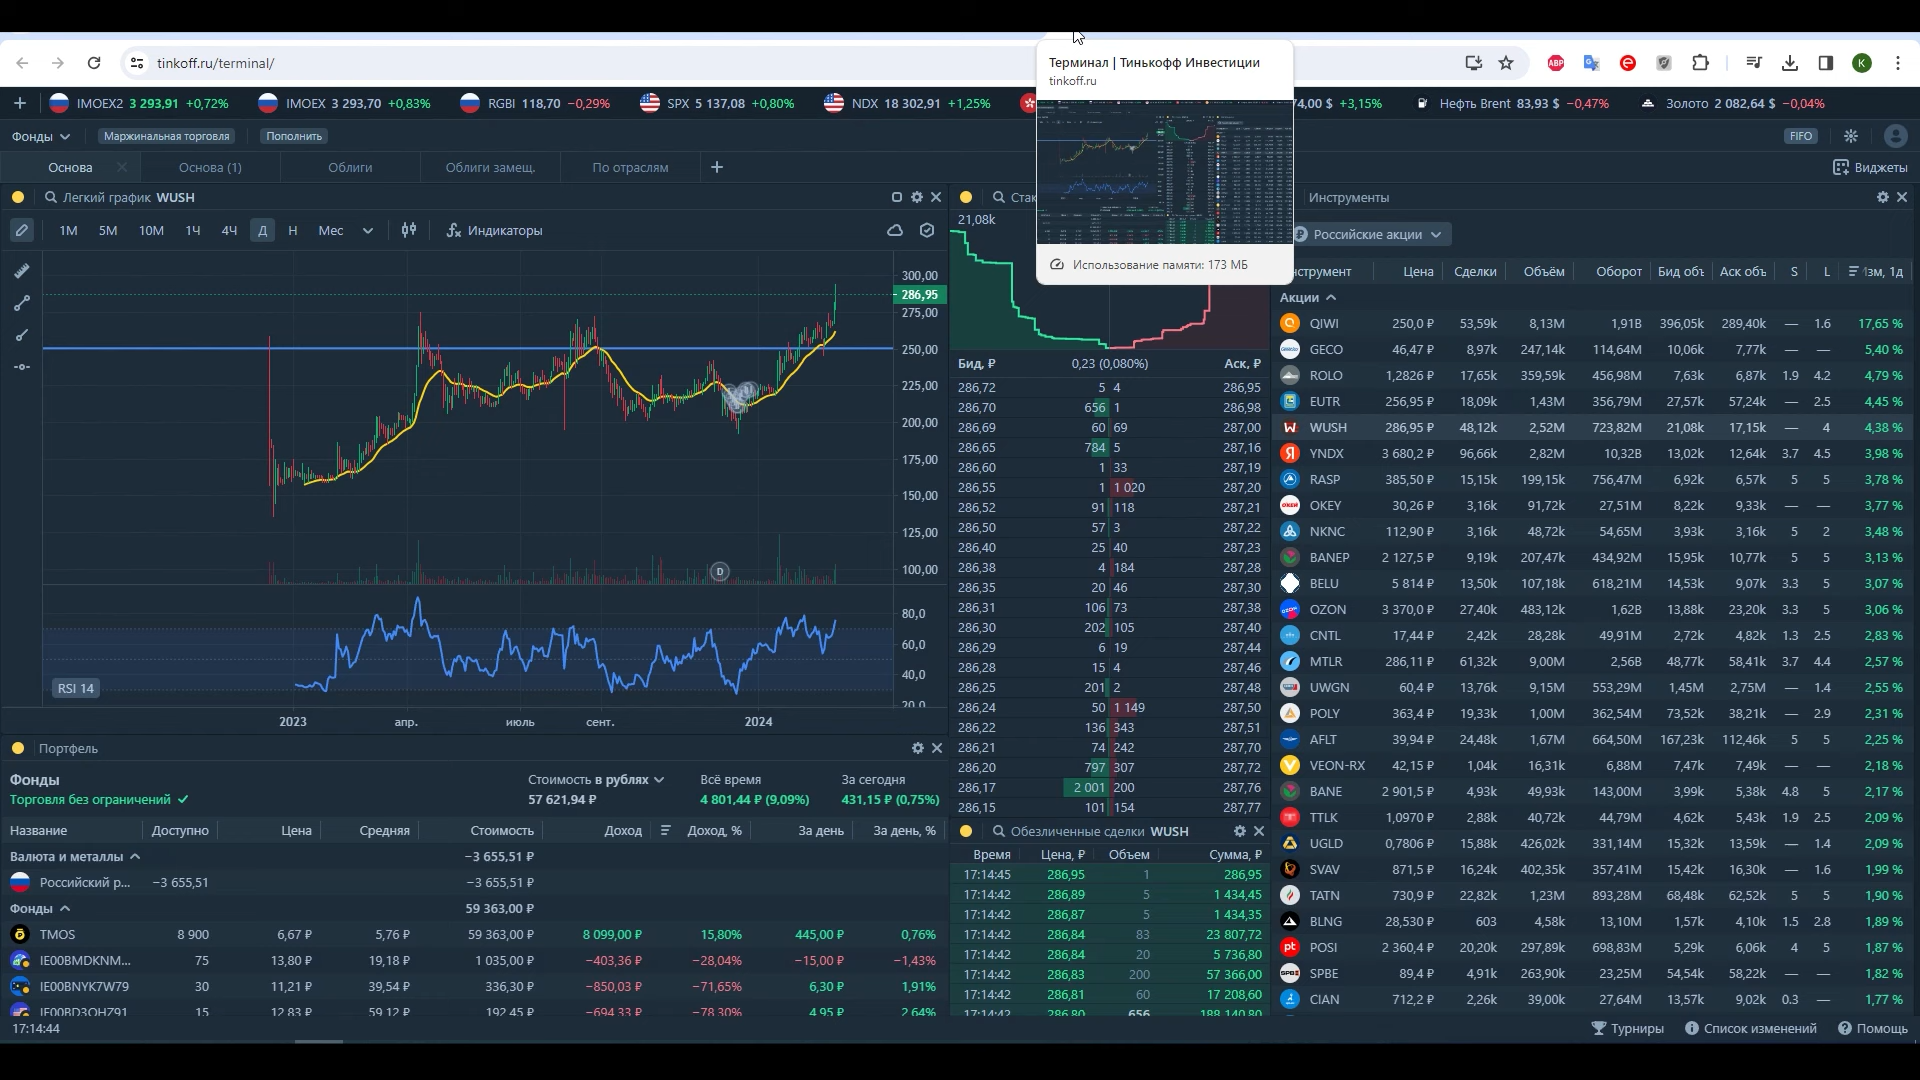 tinkoff.ru/terminal/
Терминал | Тинькофф Инвестиции
tinkoff.ru
Использование памяти: 173 МБ
IMOEX2 3 293,91 +0,72% IMOEX 3 293,70 +0,83% RGBI 118,70 −0,29% SPX 5 137,08 +0,80% NDX 18 302,91 +1,25% 74,00 $ +3,15% Нефть Brent 83,93 $ −0,47% Золото 2 082,64 $ −0,04%
Фонды Маржинальная торговля Пополнить FIFO
Основа Основа (1) Облиги Облиги замещ. По отраслям Виджеты
Легкий график WUSH
1М 5М 10М 1Ч 4Ч Д Н Мес Индикаторы
300,00
286,95
275,00
250,00
225,00
200,00
175,00
150,00
125,00
100,00
D
80,0
60,0
40,0
20,0
RSI 14
2023 апр. июль сент. 2024
Портфель
Фонды Стоимость в рублях Всё время За сегодня
Торговля без ограничений 57 621,94 ₽ 4 801,44 ₽ (9,09%) 431,15 ₽ (0,75%)
Название Доступно Цена Средняя Стоимость Доход Доход, % За день За день, %
Валюта и металлы −3 655,51 ₽
Российский р... −3 655,51 −3 655,51 ₽
Фонды 59 363,00 ₽
TMOS 8 900 6,67 ₽ 5,76 ₽ 59 363,00 ₽ 8 099,00 ₽ 15,80% 445,00 ₽ 0,76%
IE00BMDKNM... 75 13,80 ₽ 19,18 ₽ 1 035,00 ₽ −403,36 ₽ −28,04% −15,00 ₽ −1,43%
IE00BNYK7W79 30 11,21 ₽ 39,54 ₽ 336,30 ₽ −850,03 ₽ −71,65% 6,30 ₽ 1,91%
IE00BD3QHZ91 15 12,83 ₽ 59,12 ₽ 192,45 ₽ −694,33 ₽ −78,30% 4,95 ₽ 2,64%
17:14:44
Стак
21,08k
Бид, ₽ 0,23 (0,080%) Аск, ₽
286,72 5 4 286,95
286,70 656 1 286,98
286,69 60 69 287,00
286,65 784 5 287,16
286,60 1 33 287,19
286,55 1 1 020 287,20
286,52 91 118 287,21
286,50 57 3 287,22
286,40 25 40 287,23
286,38 4 184 287,28
286,35 20 46 287,30
286,31 106 73 287,38
286,30 202 105 287,40
286,29 6 19 287,44
286,28 15 4 287,46
286,25 201 2 287,48
286,24 50 1 149 287,50
286,22 136 343 287,51
286,21 74 242 287,70
286,20 797 307 287,72
286,17 2 001 200 287,76
286,15 101 154 287,77
Обезличенные сделки WUSH
Время Цена, ₽ Объем Сумма, ₽
17:14:45 286,95 1 286,95
17:14:42 286,89 5 1 434,45
17:14:42 286,87 5 1 434,35
17:14:42 286,84 83 23 807,72
17:14:42 286,84 20 5 736,80
17:14:42 286,83 200 57 366,00
17:14:42 286,81 60 17 208,60
17:14:42 286,80 656 188 140,80
Инструменты
Российские акции
нструмент Цена Сделки Объём Оборот Бид объ Аск объ S L Изм, 1д
Акции
QIWI 250,0 ₽ 53,59k 8,13M 1,91B 396,05k 289,40k — 1.6 17,65 %
GECO 46,47 ₽ 8,97k 247,14k 114,64M 10,06k 7,77k — — 5,40 %
ROLO 1,2826 ₽ 17,65k 359,59k 456,98M 7,63k 6,87k 1.9 4.2 4,79 %
EUTR 256,95 ₽ 18,09k 1,43M 356,79M 27,57k 57,24k — 2.5 4,45 %
WUSH 286,95 ₽ 48,12k 2,52M 723,82M 21,08k 17,15k — 4 4,38 %
YNDX 3 680,2 ₽ 96,66k 2,82M 10,32B 13,02k 12,64k 3.7 4.5 3,98 %
RASP 385,50 ₽ 15,15k 199,15k 756,47M 6,92k 6,57k 5 5 3,78 %
OKEY 30,26 ₽ 3,16k 91,72k 27,51M 8,22k 9,33k — — 3,77 %
NKNC 112,90 ₽ 3,16k 48,72k 54,65M 3,93k 3,16k 5 2 3,48 %
BANEP 2 127,5 ₽ 9,19k 207,47k 434,92M 15,95k 10,77k 5 5 3,13 %
BELU 5 814 ₽ 13,50k 107,18k 618,21M 14,53k 9,07k 3.3 5 3,07 %
OZON 3 370,0 ₽ 27,40k 483,12k 1,62B 13,88k 23,20k 3.3 5 3,06 %
CNTL 17,44 ₽ 2,42k 28,28k 49,91M 2,72k 4,82k 1.3 2.5 2,83 %
MTLR 286,11 ₽ 61,32k 9,00M 2,56B 48,77k 58,41k 3.7 4.4 2,57 %
UWGN 60,4 ₽ 13,76k 9,15M 553,29M 1,45M 2,75M — 1.4 2,55 %
POLY 363,4 ₽ 19,33k 1,00M 362,54M 73,52k 38,21k — 2.9 2,31 %
AFLT 39,94 ₽ 24,48k 1,67M 664,50M 167,23k 112,46k 5 5 2,25 %
VEON-RX 42,15 ₽ 1,04k 16,31k 6,88M 7,47k 7,49k — — 2,18 %
BANE 2 901,5 ₽ 4,93k 49,93k 143,00M 3,99k 5,38k 4.8 5 2,17 %
TTLK 1,0970 ₽ 2,88k 40,72k 44,79M 4,62k 5,43k 1.9 2.5 2,09 %
UGLD 0,7806 ₽ 15,88k 426,02k 331,14M 15,32k 13,59k — 1.4 2,09 %
SVAV 871,5 ₽ 16,24k 402,35k 357,41M 15,42k 16,30k — 1.6 1,99 %
TATN 730,9 ₽ 22,82k 1,23M 893,28M 68,48k 62,52k 5 5 1,90 %
BLNG 28,530 ₽ 603 4,58k 13,10M 1,57k 4,10k 1.5 2.8 1,89 %
POSI 2 360,4 ₽ 20,20k 297,89k 698,83M 5,29k 6,06k 4 5 1,87 %
SPBE 89,4 ₽ 4,91k 263,90k 23,25M 54,54k 58,22k — — 1,82 %
CIAN 712,2 ₽ 2,26k 39,00k 27,64M 13,57k 9,02k 0.3 — 1,77 %
Турниры Список изменений Помощь